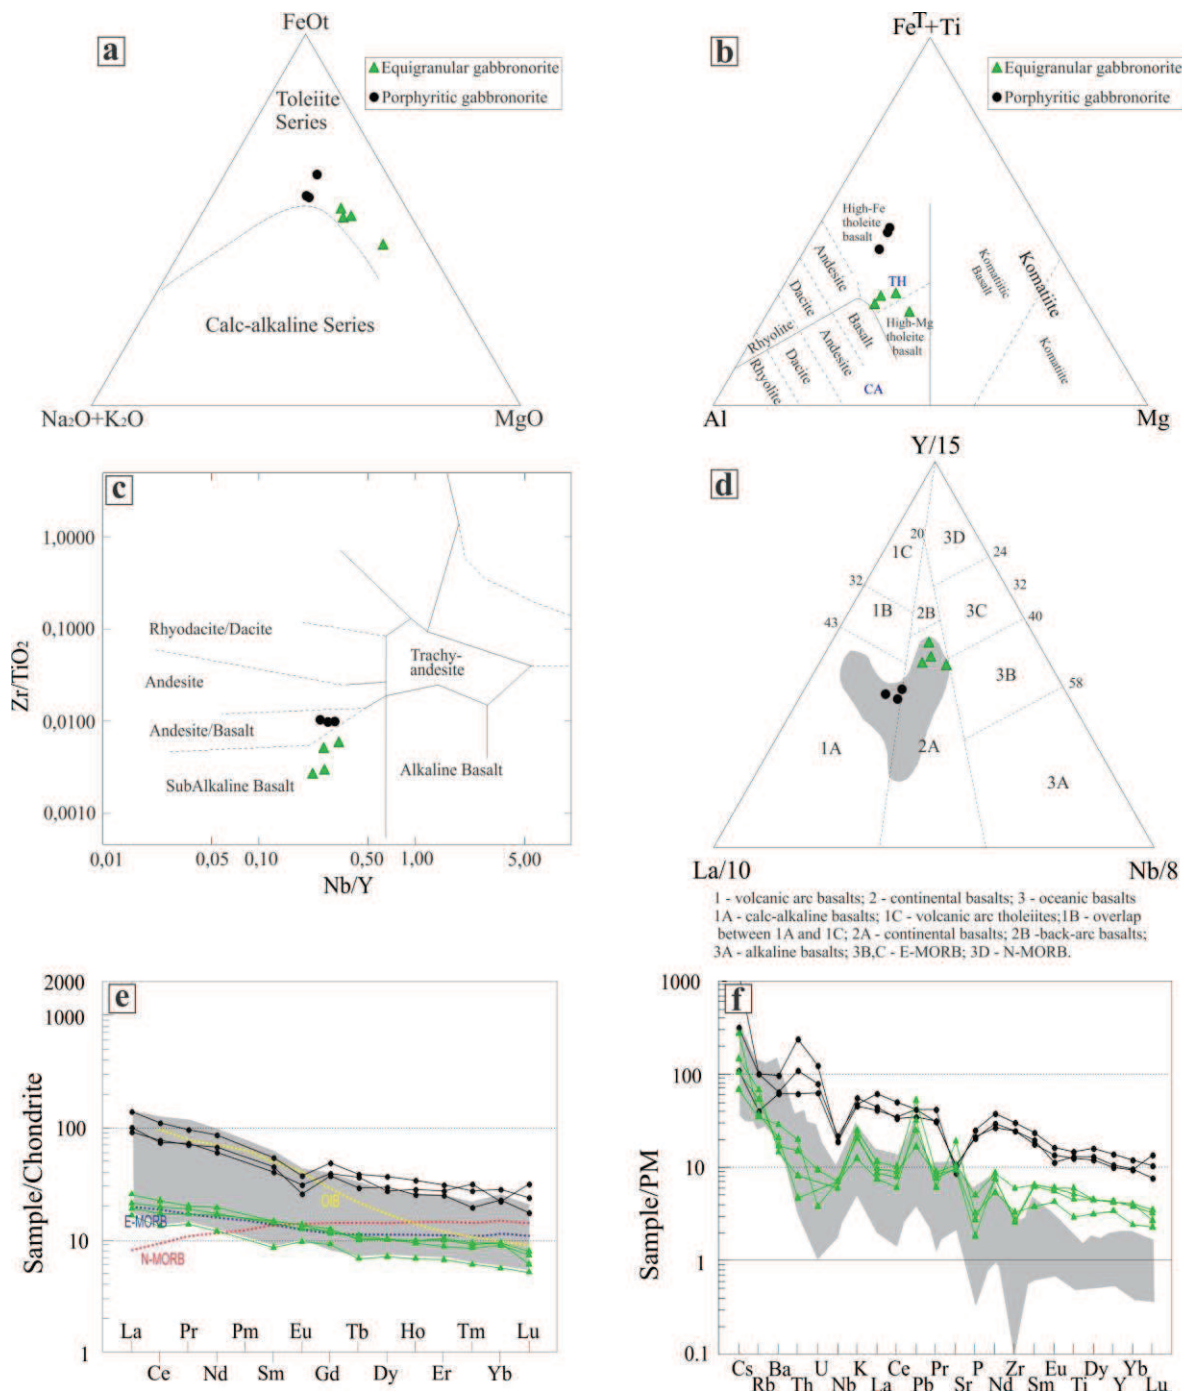 a
FeOt
Equigranular gabbronorite
Porphyritic gabbronorite
Toleiite
Series
Calc-alkaline Series
Na₂O+K₂O
MgO
b
Feᵀ+Ti
Equigranular gabbronorite
Porphyritic gabbronorite
High-Fe
tholeite
basalt
TH
Andesite
Dacite
Rhyolite
Basalt
High-Mg
tholeite
basalt
Andesite
Dacite
Rhyolite
CA
Komatiitic
Basalt
Komatiite
Komatiite
Al
Mg
c
Zr/TiO₂
1,0000
0,1000
0,0100
0,0010
Rhyodacite/Dacite
Andesite
Andesite/Basalt
SubAlkaline Basalt
Trachy-
andesite
Alkaline Basalt
0,01
0,05
0,10
0,50
1,00
5,00
Nb/Y
d
Y/15
20
3D
1C
24
32
32
1B
2B
3C
40
43
3B
58
1A
2A
3A
La/10
Nb/8
1 - volcanic arc basalts; 2 - continental basalts; 3 - oceanic basalts
1A - calc-alkaline basalts; 1C - volcanic arc tholeiites;1B - overlap
between 1A and 1C; 2A - continental basalts; 2B -back-arc basalts;
3A - alkaline basalts; 3B,C - E-MORB; 3D - N-MORB.
e
Sample/Chondrite
2000
1000
100
10
1
OIB
E-MORB
N-MORB
La
Pr
Pm
Eu
Tb
Ho
Tm
Lu
Ce
Nd
Sm
Gd
Dy
Er
Yb
f
Sample/PM
1000
100
10
1
0.1
Cs
Ba
U
K
Ce
Pr
P
Zr
Eu
Dy
Yb
Rb
Th
Nb
La
Pb
Sr
Nd
Sm
Ti
Y
Lu